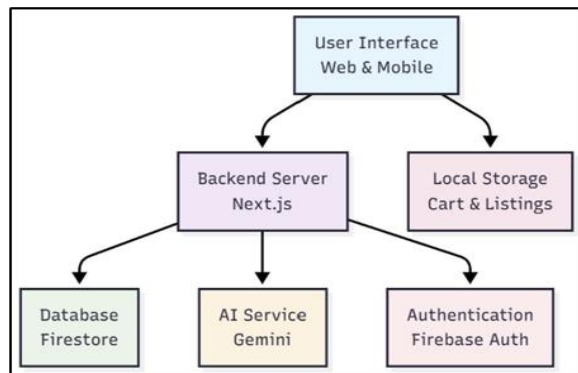 User Interface
Web & Mobile
Backend Server
Next.js
Local Storage
Cart & Listings
Database
Firestore
AI Service
Gemini
Authentication
Firebase Auth